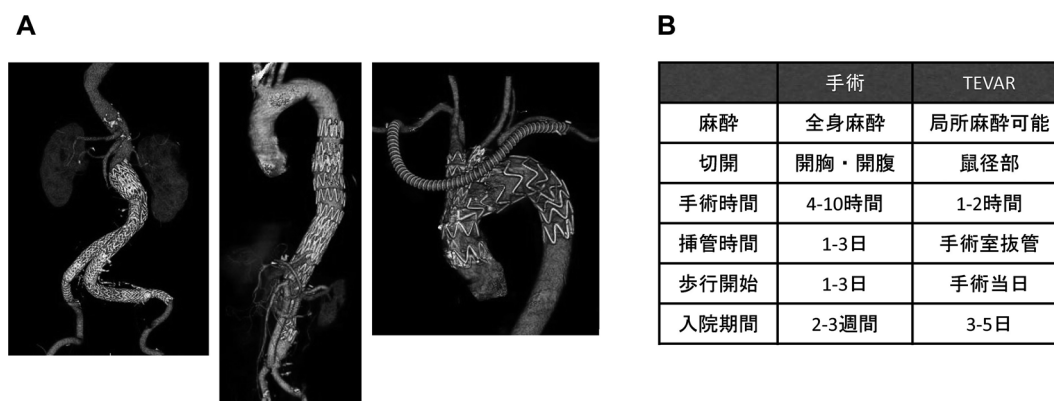 A
B
手術 TEVAR
麻酔 全身麻酔 局所麻酔可能
切開 開胸・開腹 鼠径部
手術時間 4-10時間 1-2時間
挿管時間 1-3日 手術室抜管
歩行開始 1-3日 手術当日
入院期間 2-3週間 3-5日